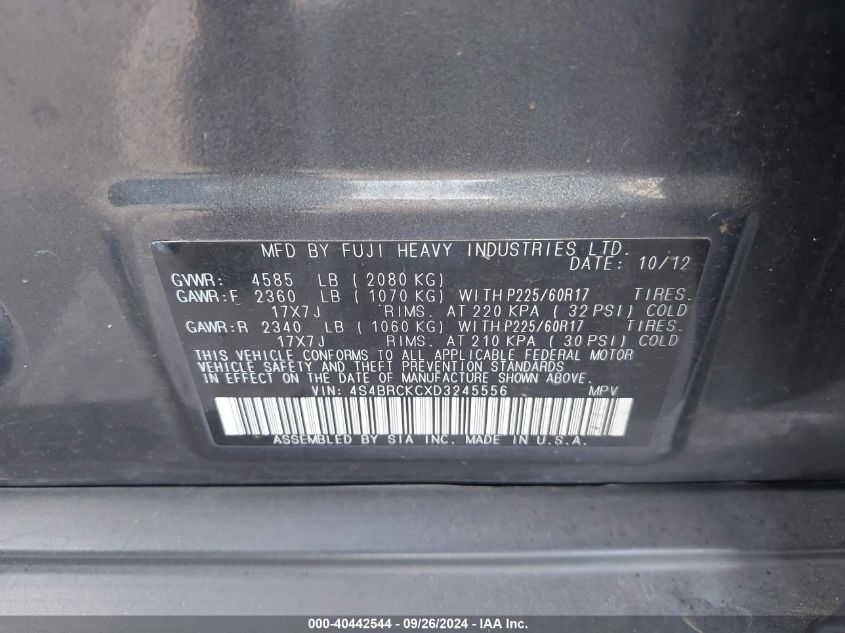 MFD BY FUJI HEAVY INDUSTRIES LTD.
DATE: 10/12
GVWR: 4585 LB (2080 KG)
GAWR:F 2360 LB (1070 KG) WITH P225/60R17 TIRES.
17X7J RIMS. AT 220 KPA (32 PSI) COLD
GAWR:R 2340 LB (1060 KG) WITH P225/60R17 TIRES.
17X7J RIMS. AT 210 KPA (30 PSI) COLD
THIS VEHICLE CONFORMS TO ALL APPLICABLE FEDERAL MOTOR
VEHICLE SAFETY AND THEFT PREVENTION STANDARDS
IN EFFECT ON THE DATE OF MANUFACTURE SHOWN ABOVE.
VIN: 4S4BRCKCXD3245556 MPV
ASSEMBLED BY SIA INC. MADE IN U.S.A.
000-40442544 - 09/26/2024 - IAA Inc.